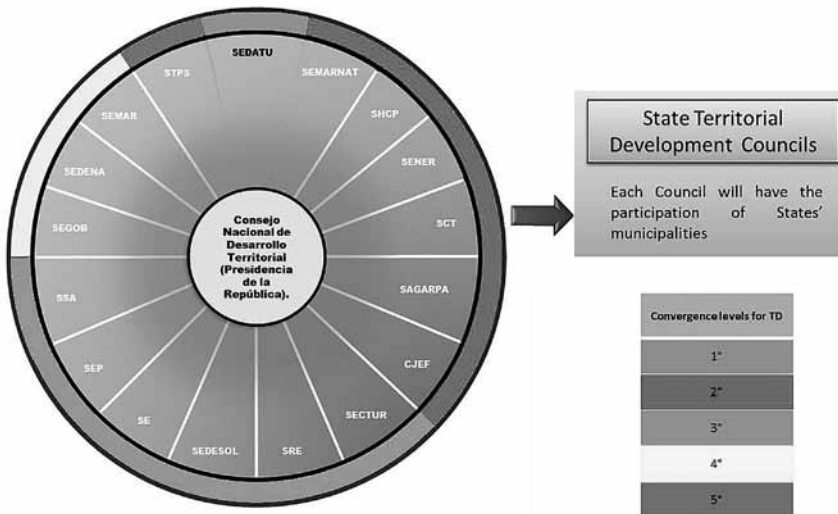 SEDATU
SEMARNAT
SHCP
SENER
SCT
SAGARPA
CJEF
SECTUR
SRE
SEDESOL
SE
SEP
SSA
SEGOB
SEDENA
SEMAR
STPS
Consejo
Nacional de
Desarrollo
Territorial
(Presidencia
de la
República).
State Territorial
Development Councils
Each Council will have the
participation of States'
municipalities
Convergence levels for TD
1°
2°
3°
4°
5°